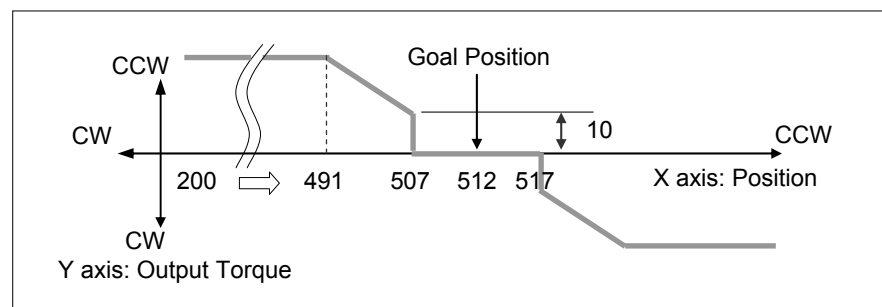 CCW
Goal Position
10
CW
CCW
200
491
507
512
517
X axis: Position
CW
Y axis: Output Torque